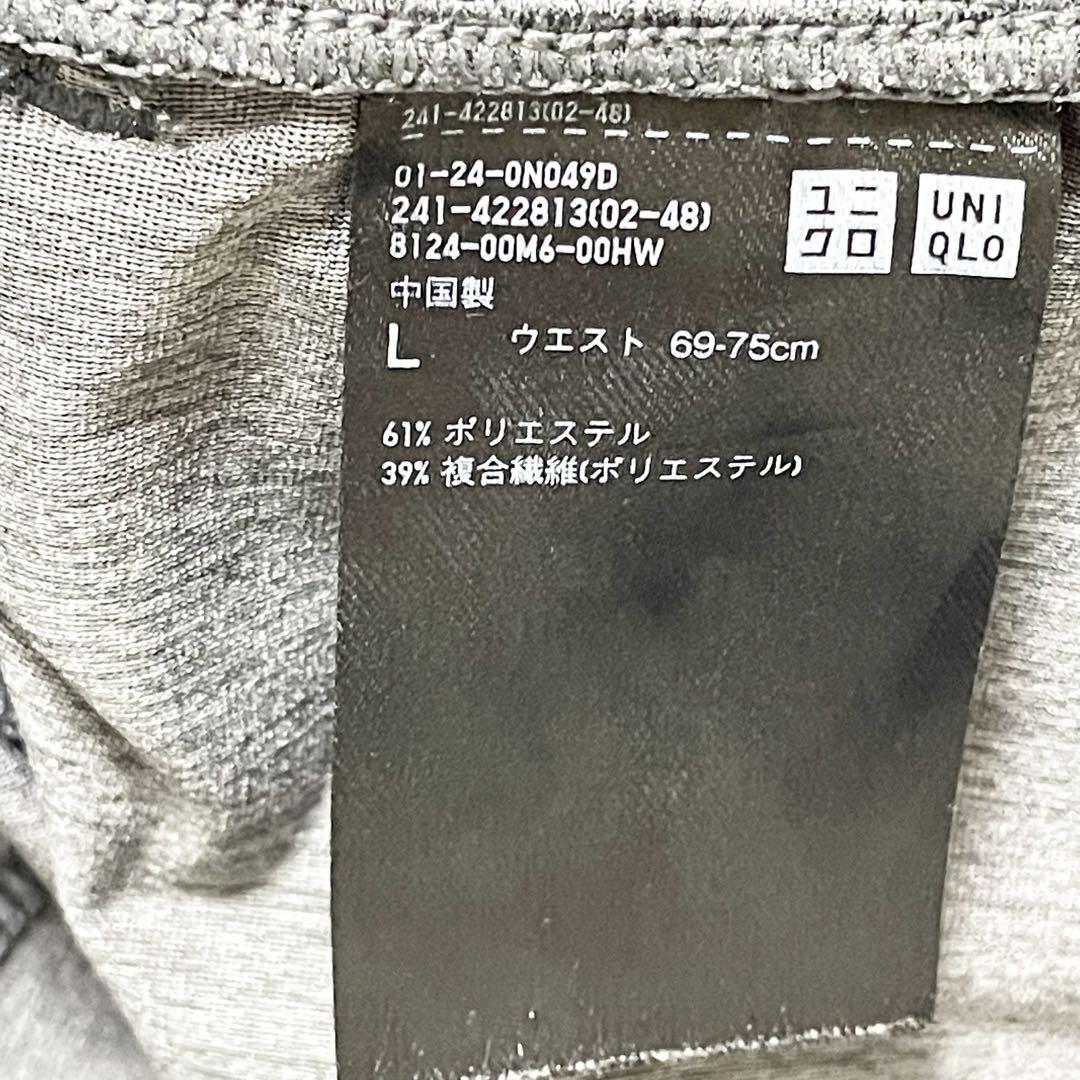 241-422813(02-48)
01-24-0N049D
241-422813(02-48)
8124-00M6-00HW
中国製
L ウエスト 69-75cm
61% ポリエステル
39% 複合繊維(ポリエステル)
ユニ
クロ
UNI
QLO